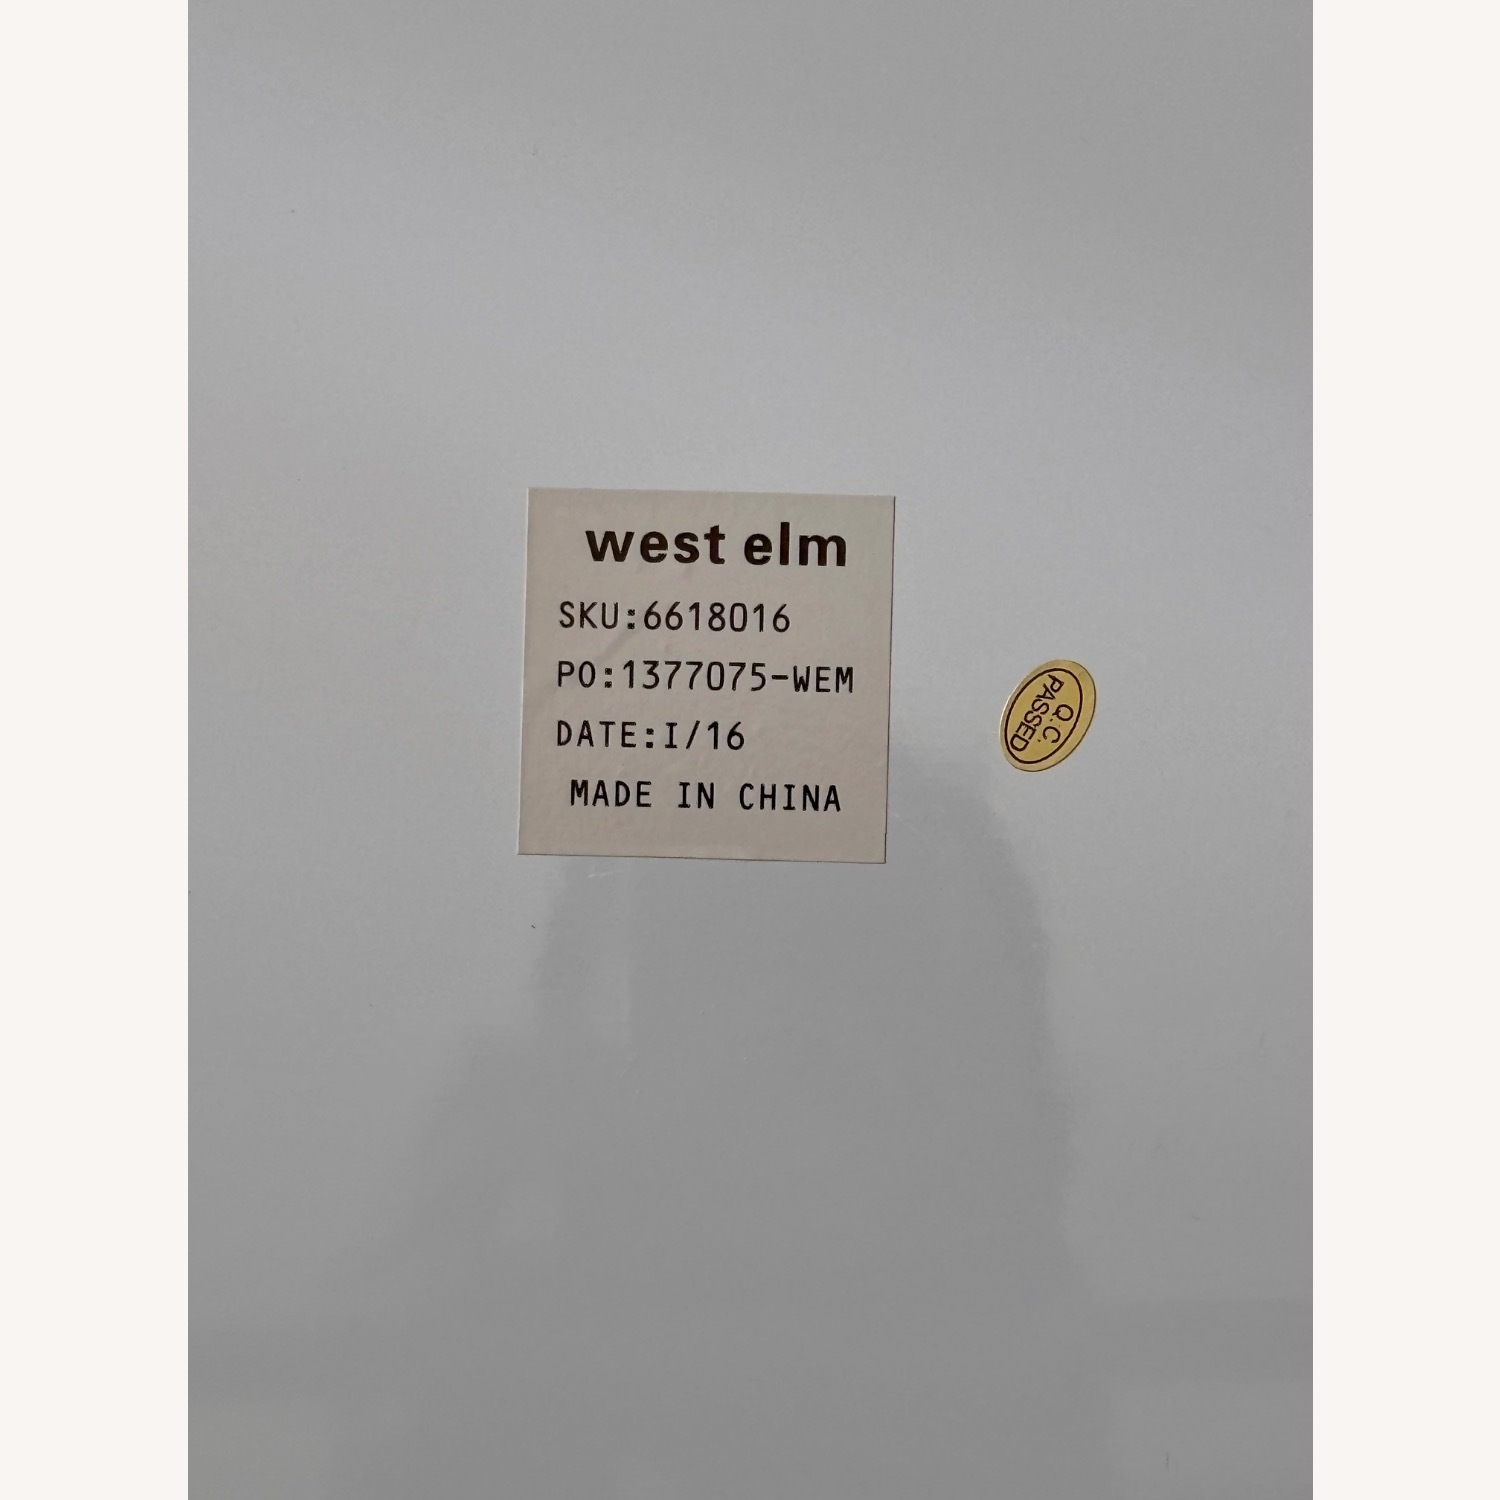 west elm
SKU:6618016
PO:1377075-WEM
DATE:I/16
MADE IN CHINA
Q.C.
PASSED